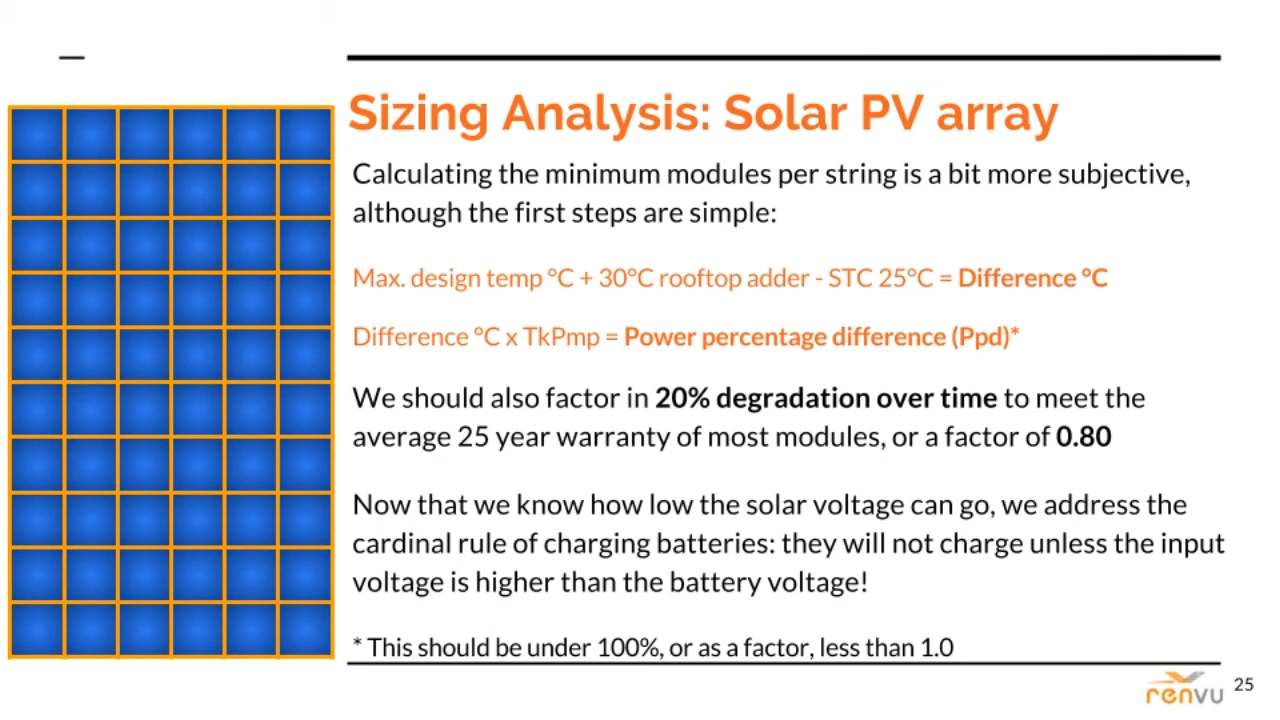 Sizing Analysis: Solar PV array
Calculating the minimum modules per string is a bit more subjective,
although the first steps are simple:
Max. design temp °C + 30°C rooftop adder - STC 25°C = Difference °C
Difference °C x TkPmp = Power percentage difference (Ppd)*
We should also factor in 20% degradation over time to meet the
average 25 year warranty of most modules, or a factor of 0.80
Now that we know how low the solar voltage can go, we address the
cardinal rule of charging batteries: they will not charge unless the input
voltage is higher than the battery voltage!
* This should be under 100%, or as a factor, less than 1.0
renvu
25